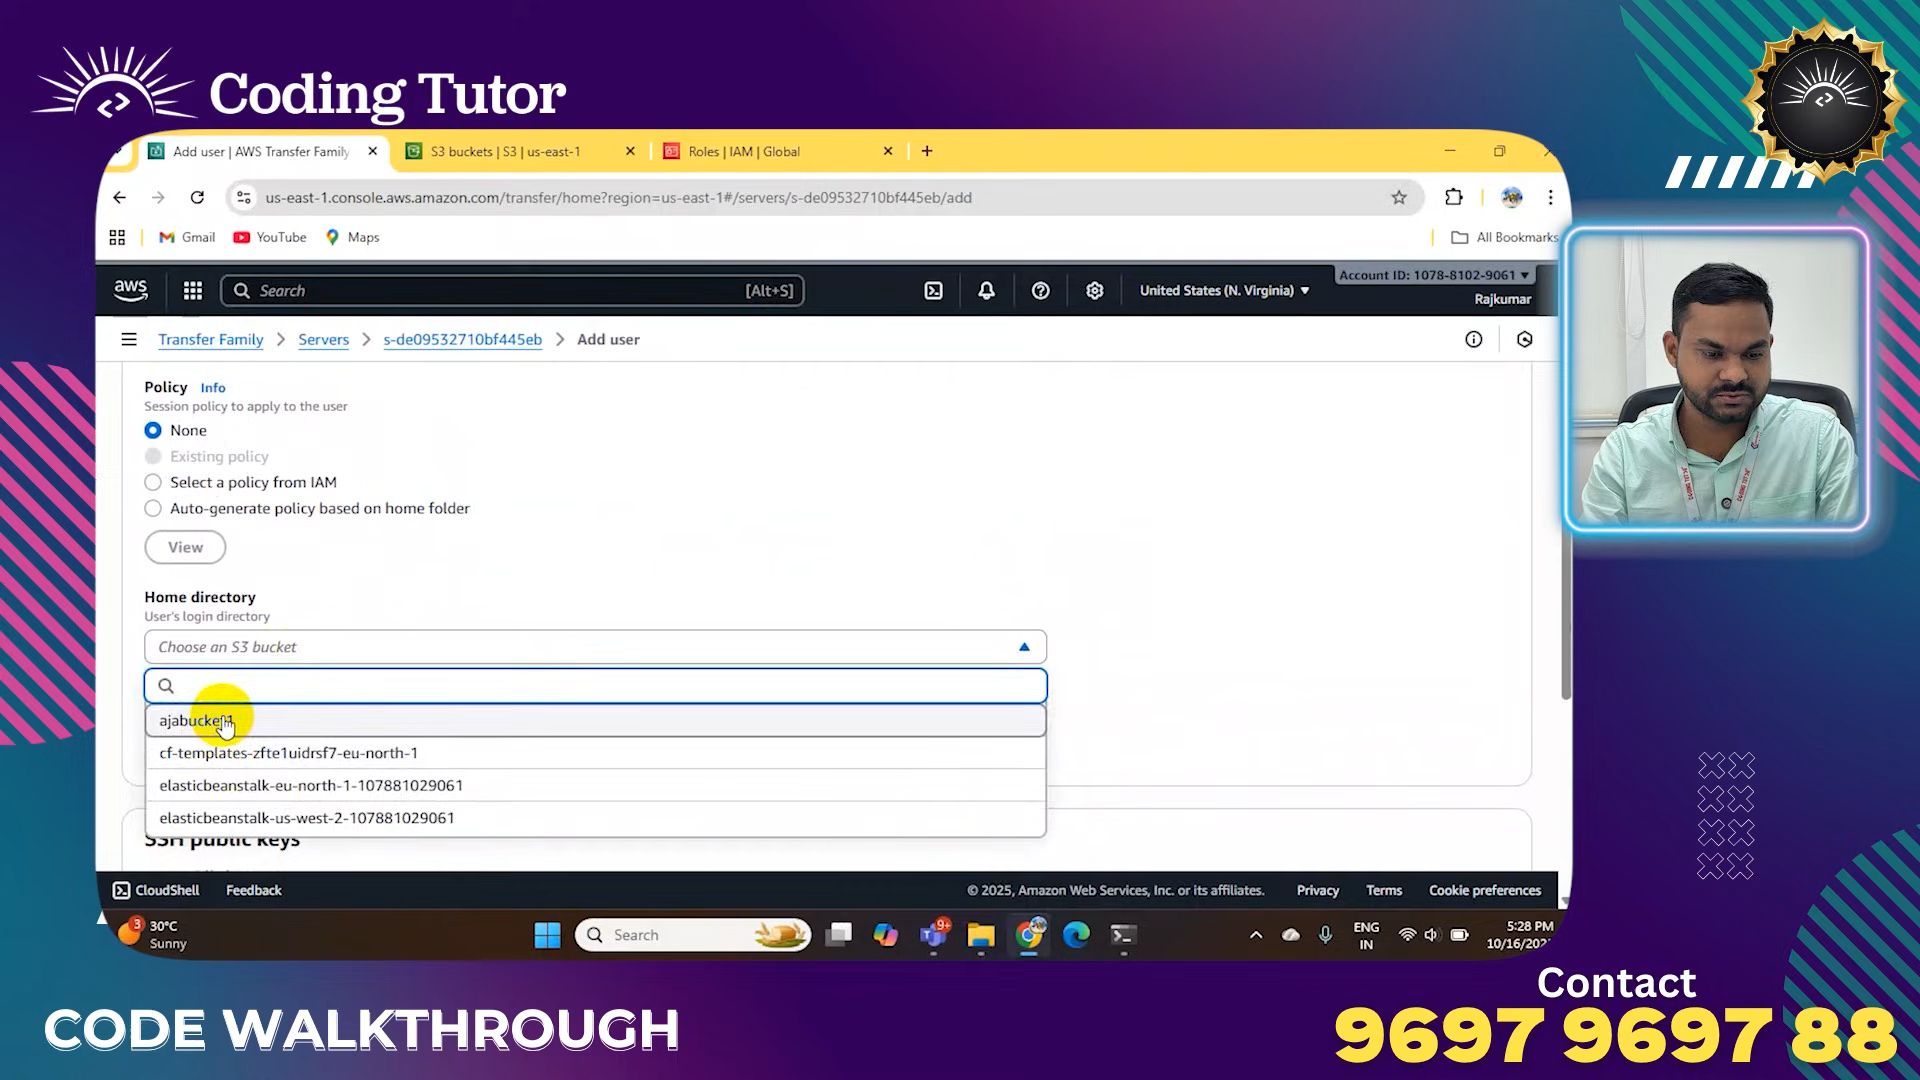 Coding Tutor
Add user | AWS Transfer Family
S3 buckets | S3 | us-east-1
Roles | IAM | Global
us-east-1.console.aws.amazon.com/transfer/home?region=us-east-1#/servers/s-de09532710bf445eb/add
Gmail
YouTube
Maps
All Bookmarks
aws
Search
[Alt+S]
United States (N. Virginia)
Account ID: 1078-8102-9061
Rajkumar
Transfer Family
Servers
s-de09532710bf445eb
Add user
Policy Info
Session policy to apply to the user
None
Existing policy
Select a policy from IAM
Auto-generate policy based on home folder
View
Home directory
User's login directory
Choose an S3 bucket
cf-templates-zfte1uidrsf7-eu-north-1
elasticbeanstalk-eu-north-1-107881029061
elasticbeanstalk-us-west-2-107881029061
SSH public keys
CloudShell
Feedback
© 2025, Amazon Web Services, Inc. or its affiliates.
Privacy
Terms
Cookie preferences
3
30°C
Sunny
Search
9+
ENG
IN
5:28 PM
Contact
CODE WALKTHROUGH
9697 9697 88